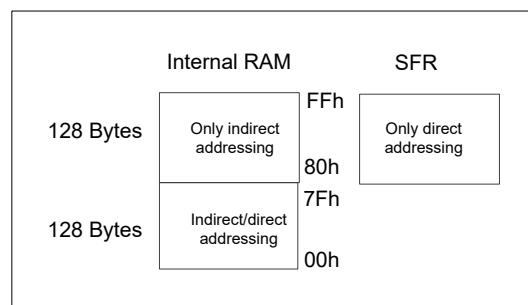 Internal RAM
SFR
128 Bytes
Only indirect
addressing
FFh
80h
Only direct
addressing
128 Bytes
Indirect/direct
addressing
7Fh
00h